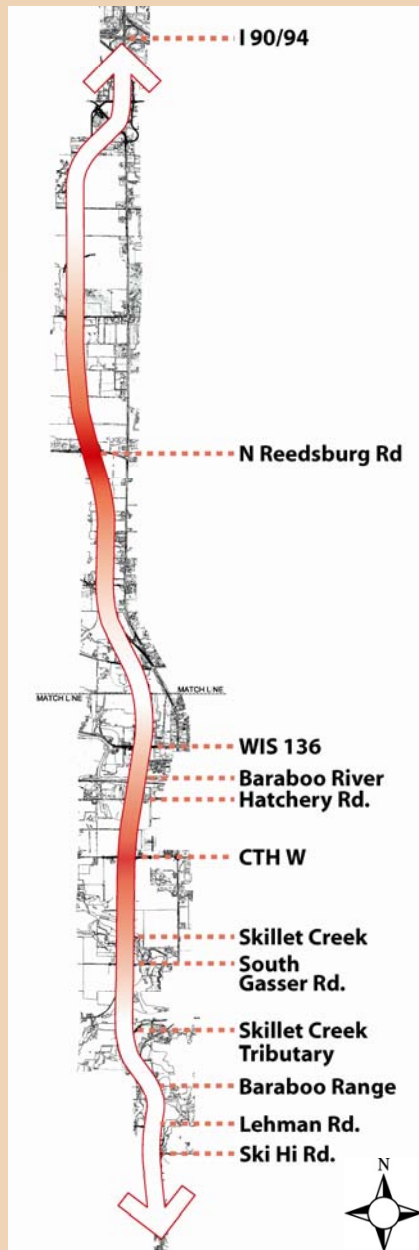 I 90/94
N Reedsburg Rd
MATCH LINE
MATCH LINE
WIS 136
Baraboo River
Hatchery Rd.
CTH W
Skillet Creek
South
Gasser Rd.
Skillet Creek
Tributary
Baraboo Range
Lehman Rd.
Ski Hi Rd.
N